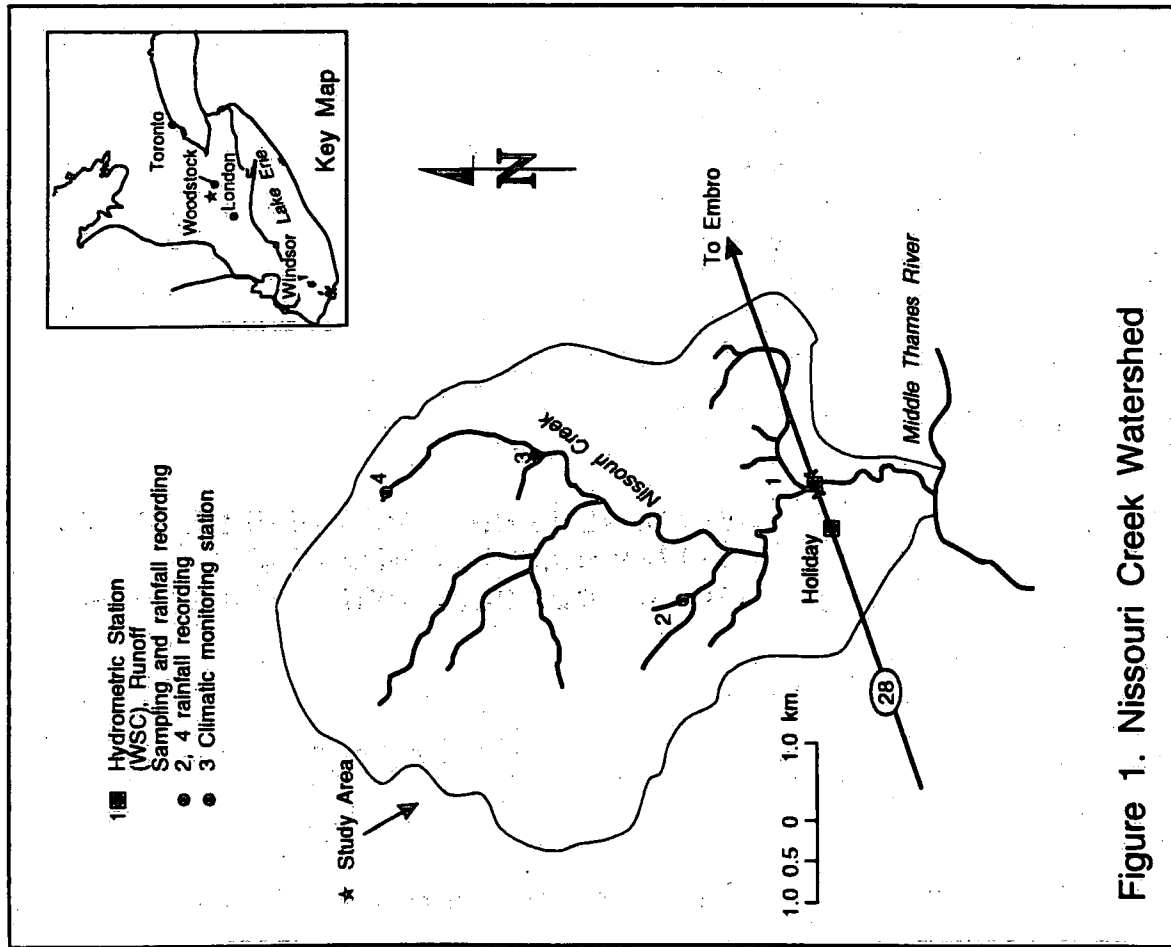 1 Hydrometric Station
(WSC), Runoff
Sampling and rainfall recording
2, 4 rainfall recording
3 Climatic monitoring station
Toronto
Woodstock
London
Windsor
Lake Erie
Key Map
★ Study Area
4
3
Nissouri Creek
2
1
N
To Embro
Holiday
28
Middle Thames River
1.0 0.5 0 1.0 km
Figure 1. Nissouri Creek Watershed